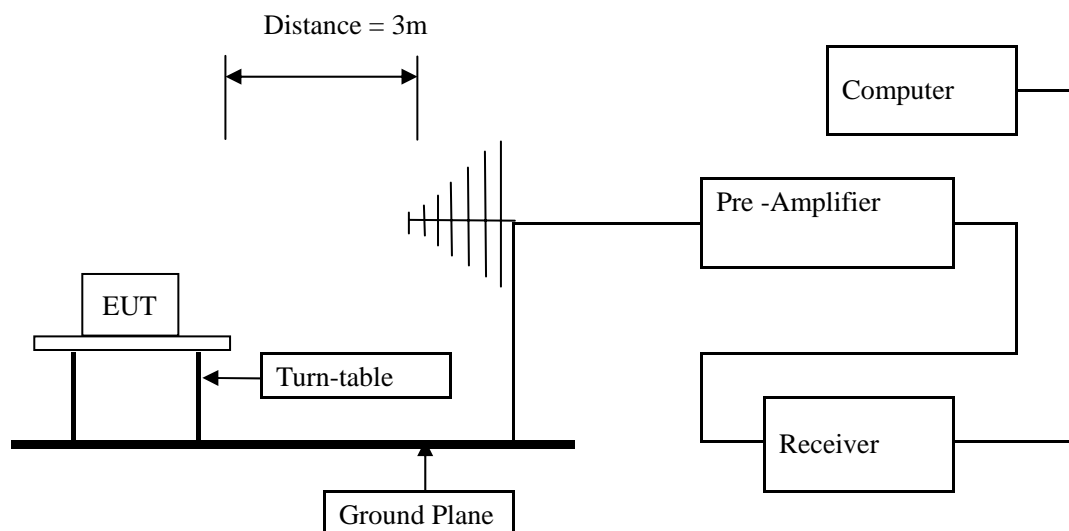 Distance = 3m
Computer
Pre -Amplifier
EUT
Turn-table
Receiver
Ground Plane